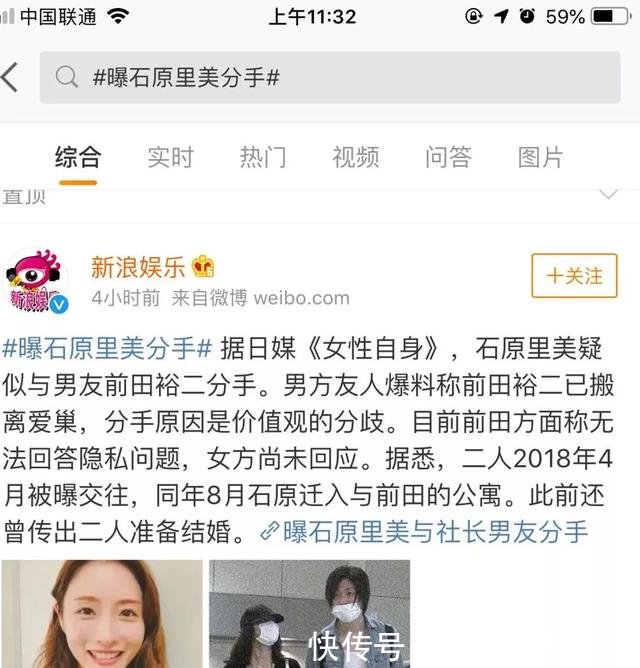 中国联通 上午11:32 59%
#曝石原里美分手#
综合 实时 热门 视频 问答 图片
置顶
新浪娱乐
4小时前 来自微博 weibo.com
+关注
新浪娱乐
#曝石原里美分手# 据日媒《女性自身》，石原里美疑
似与男友前田裕二分手。男方友人爆料称前田裕二已搬
离爱巢，分手原因是价值观的分歧。目前前田方面称无
法回答隐私问题，女方尚未回应。据悉，二人2018年4
月被曝交往，同年8月石原迁入与前田的公寓。此前还
曾传出二人准备结婚。曝石原里美与社长男友分手
快传号